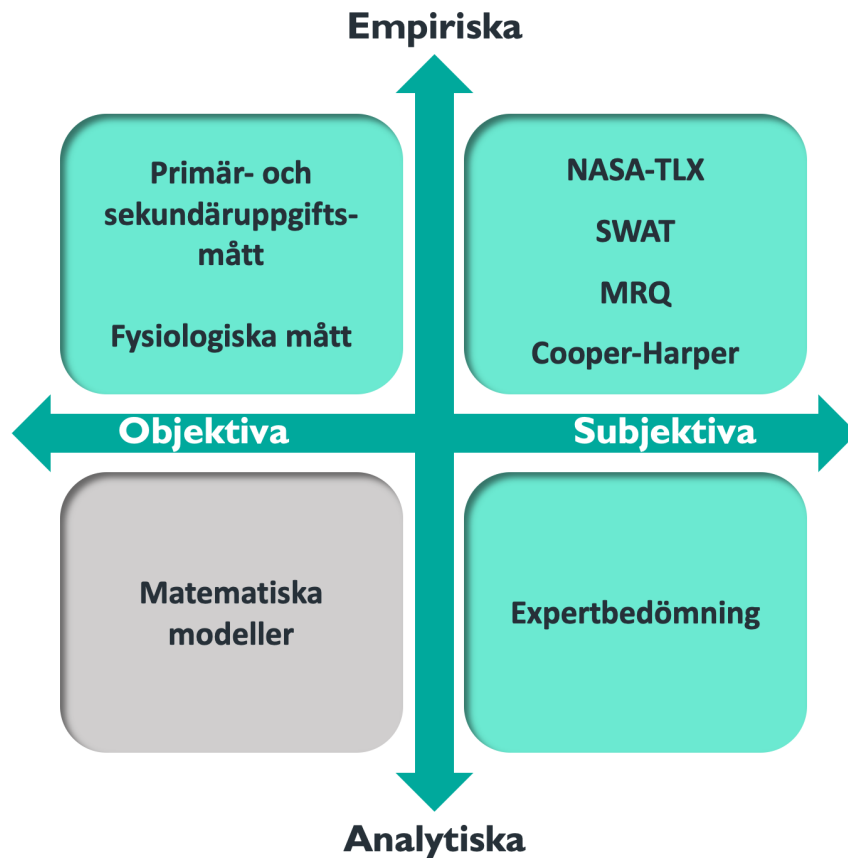 Empiriska
Primär- och
sekundäruppgifts-
mått
Fysiologiska mått
NASA-TLX
SWAT
MRQ
Cooper-Harper
Objektiva
Subjektiva
Matematiska
modeller
Expertbedömning
Analytiska